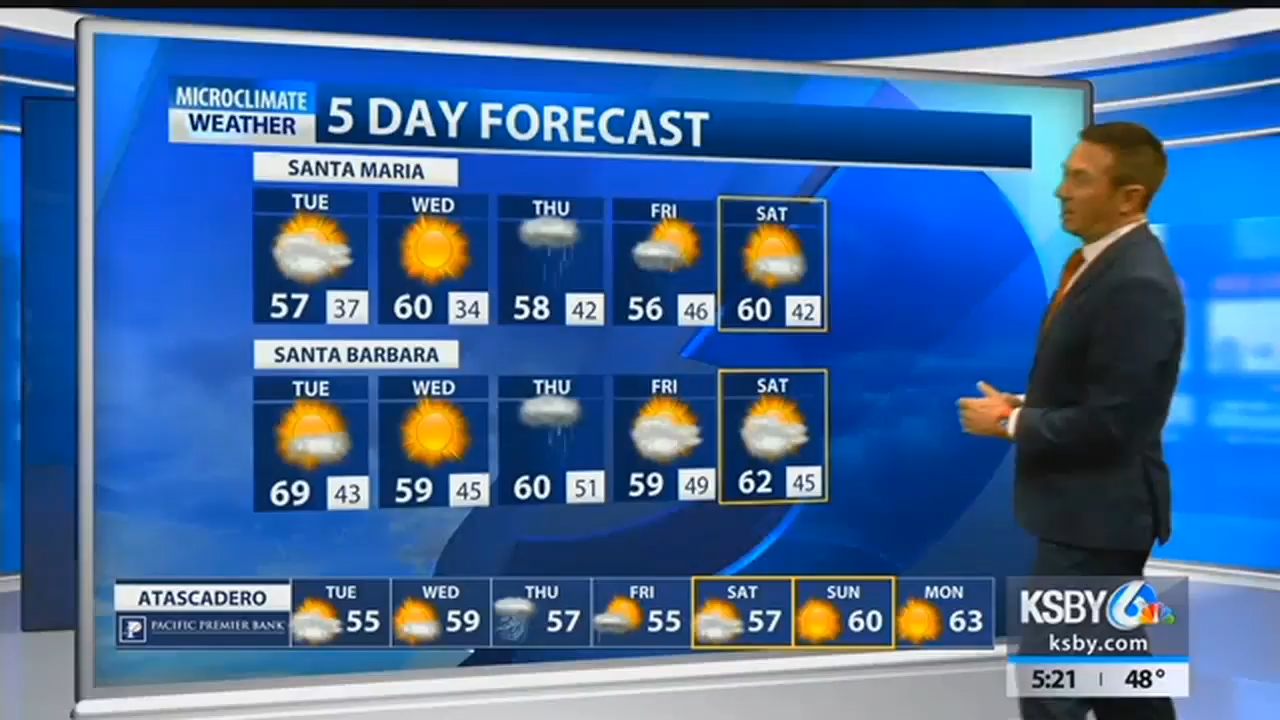 MICROCLIMATE
WEATHER
5 DAY FORECAST
SANTA MARIA
TUE WED THU FRI SAT
57 37 60 34 58 42 56 46 60 42
SANTA BARBARA
TUE WED THU FRI SAT
69 43 59 45 60 51 59 49 62 45
ATASCADERO
PACIFIC PREMIER BANK
TUE WED THU FRI SAT SUN MON
55 59 57 55 57 60 63
KSBY 6
ksby.com
5:21 48°